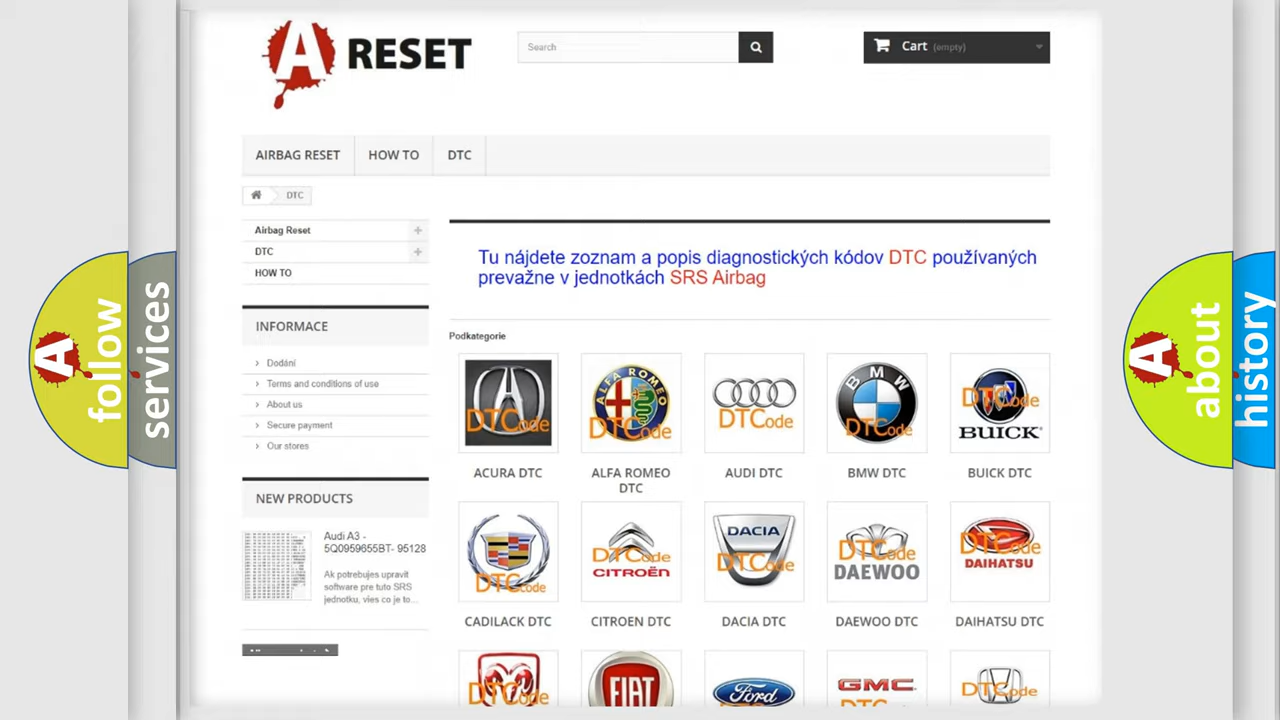 A RESET
Search
Cart (empty)
AIRBAG RESET
HOW TO
DTC
DTC
Airbag Reset
DTC
HOW TO
INFORMACE
Dodání
Terms and conditions of use
About us
Secure payment
Our stores
NEW PRODUCTS
Audi A3 -
5Q0959655BT- 95128
Ak potrebujes upravit
software pre tuto SRS
jednotku, vies co je to...
Tu nájdete zoznam a popis diagnostických kódov DTC používaných
prevažne v jednotkách SRS Airbag
Podkategorie
DTCode
ALFA ROMEO
DTCode
DTCode
BMW
DTCode
DTCode
BUICK
ACURA DTC
ALFA ROMEO
DTC
AUDI DTC
BMW DTC
BUICK DTC
DTCode
DTCode
CITROËN
DACIA
DTCode
DTCode
DAEWOO
DTCode
DAIHATSU
CADILACK DTC
CITROEN DTC
DACIA DTC
DAEWOO DTC
DAIHATSU DTC
DTCode
FIAT
Ford
GMC
DTCode
A follow
services
A about
history